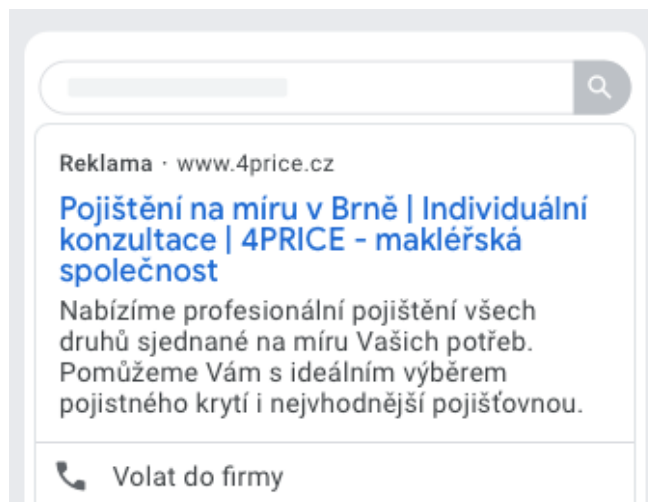 Reklama · www.4price.cz
Pojištění na míru v Brně | Individuální
konzultace | 4PRICE - makléřská
společnost
Nabízíme profesionální pojištění všech
druhů sjednané na míru Vašich potřeb.
Pomůžeme Vám s ideálním výběrem
pojistného krytí i nejvhodnější pojišťovnou.
Volat do firmy